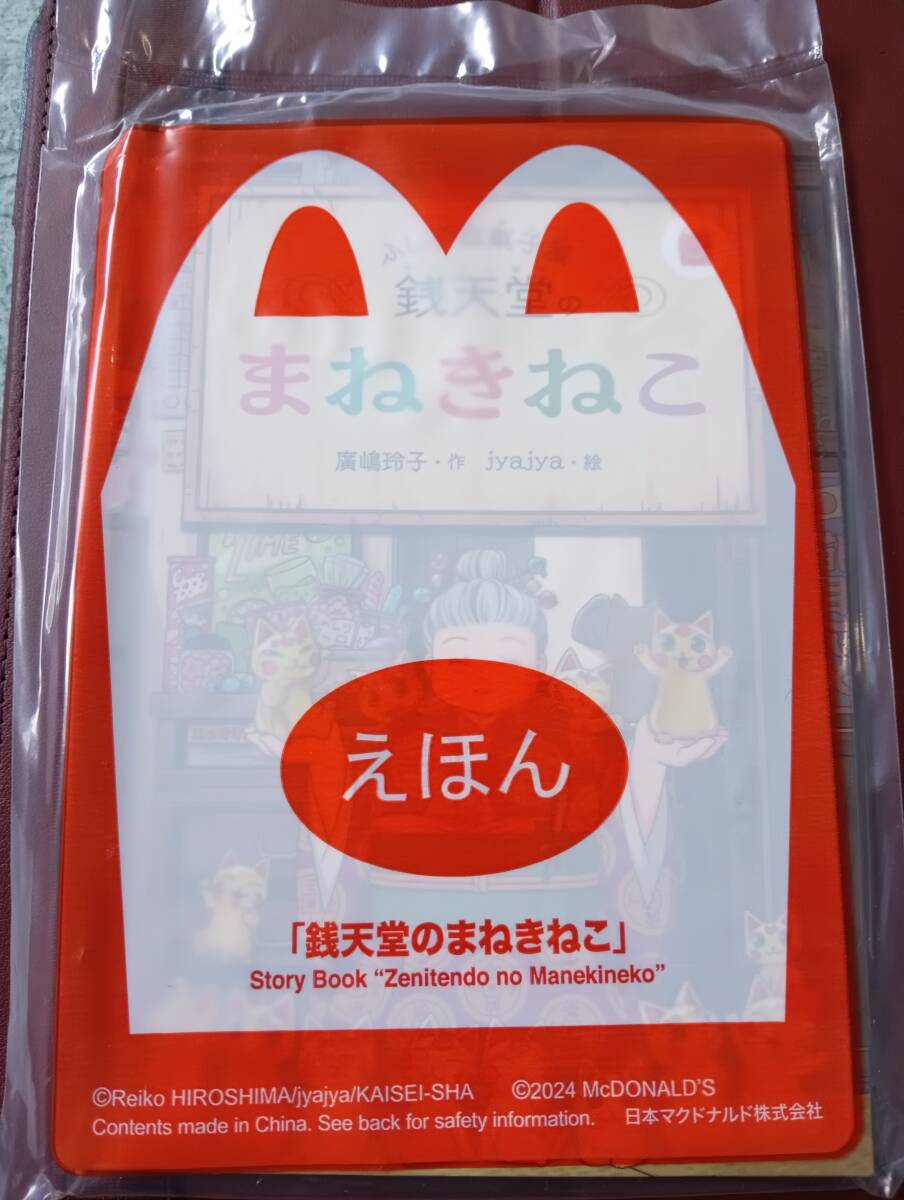 銭天堂の
まねきねこ
廣嶋玲子・作 jyajya・絵
えほん
「銭天堂のまねきねこ」
Story Book “Zenitendo no Manekineko”
©Reiko HIROSHIMA/jyajya/KAISEI-SHA ©2024 McDONALD'S
Contents made in China. See back for safety information. 日本マクドナルド株式会社